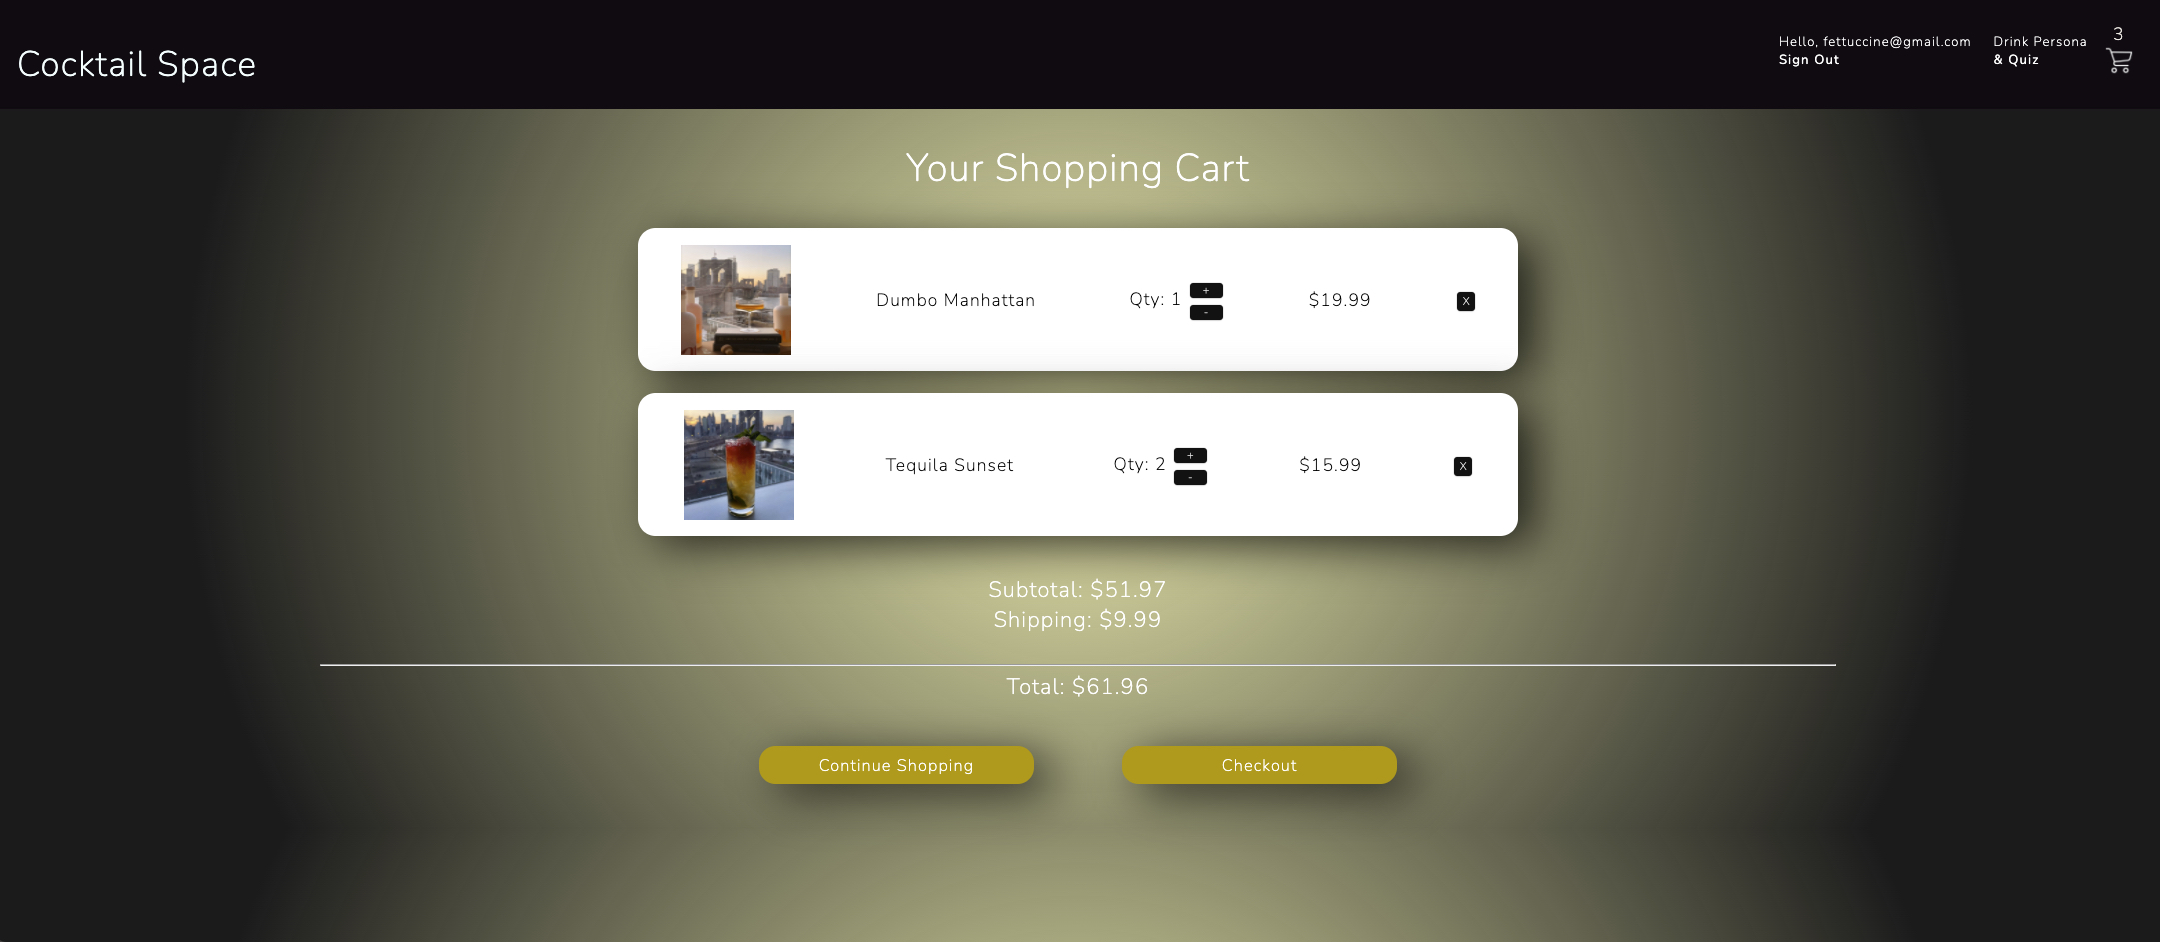 Cocktail Space
Hello, fettuccine@gmail.com
Sign Out
Drink Persona
& Quiz
3
Your Shopping Cart
Dumbo Manhattan
Qty: 1
+
-
$19.99
X
Tequila Sunset
Qty: 2
+
-
$15.99
X
Subtotal: $51.97
Shipping: $9.99
Total: $61.96
Continue Shopping
Checkout